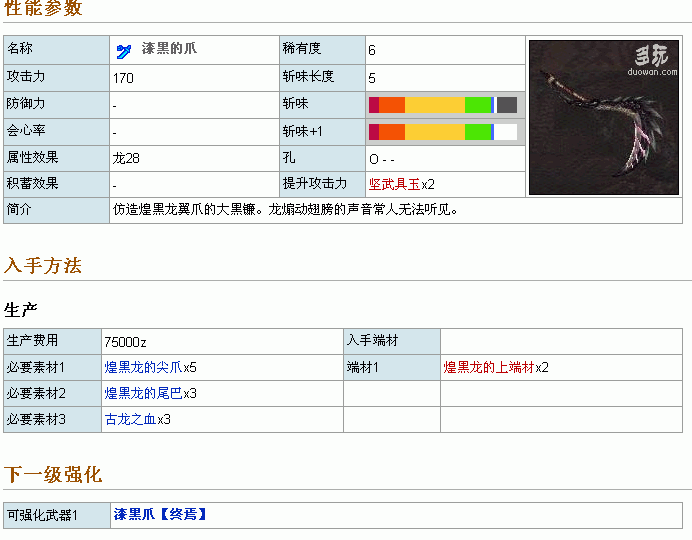 性能参数
名称 漆黑的爪 稀有度 6
攻击力 170 斩味长度 5
防御力 - 斩味
会心率 - 斩味+1
属性效果 龙28 孔 O - -
积蓄效果 - 提升攻击力 坚武具玉x2
简介 仿造煌黑龙翼爪的大黑镰。龙煽动翅膀的声音常人无法听见。
多玩
duowan.com
入手方法
生产
生产费用 75000z 入手端材
必要素材1 煌黑龙的尖爪x5 端材1 煌黑龙的上端材x2
必要素材2 煌黑龙的尾巴x3
必要素材3 古龙之血x3
下一级强化
可强化武器1 漆黑爪【终焉】